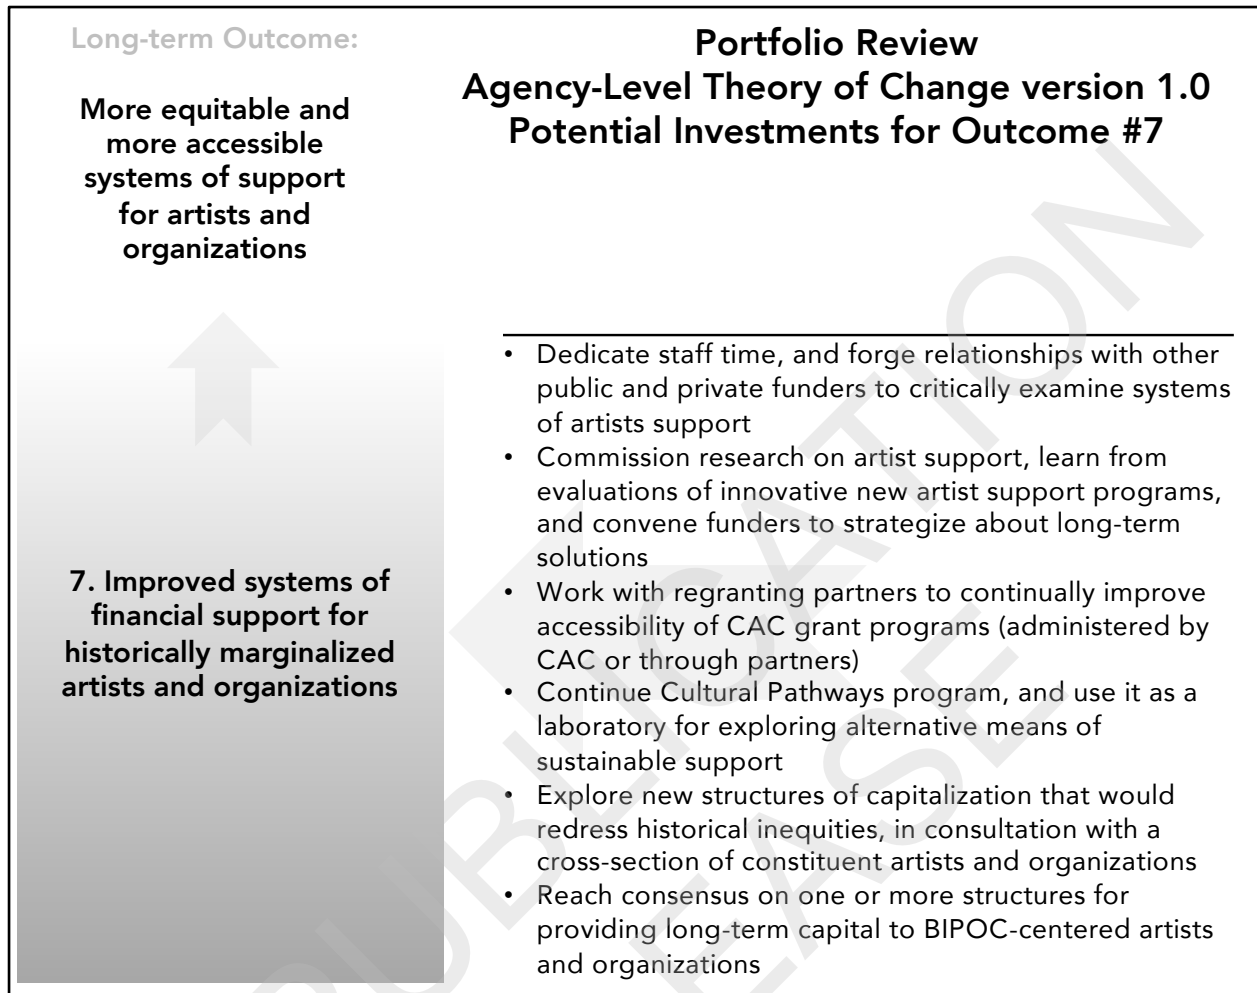 Long-term Outcome:
More equitable and
more accessible
systems of support
for artists and
organizations
Portfolio Review
Agency-Level Theory of Change version 1.0
Potential Investments for Outcome #7
7. Improved systems of
financial support for
historically marginalized
artists and organizations
• Dedicate staff time, and forge relationships with other
public and private funders to critically examine systems
of artists support
• Commission research on artist support, learn from
evaluations of innovative new artist support programs,
and convene funders to strategize about long-term
solutions
• Work with regranting partners to continually improve
accessibility of CAC grant programs (administered by
CAC or through partners)
• Continue Cultural Pathways program, and use it as a
laboratory for exploring alternative means of
sustainable support
• Explore new structures of capitalization that would
redress historical inequities, in consultation with a
cross-section of constituent artists and organizations
• Reach consensus on one or more structures for
providing long-term capital to BIPOC-centered artists
and organizations
PUBLICATION
EASE